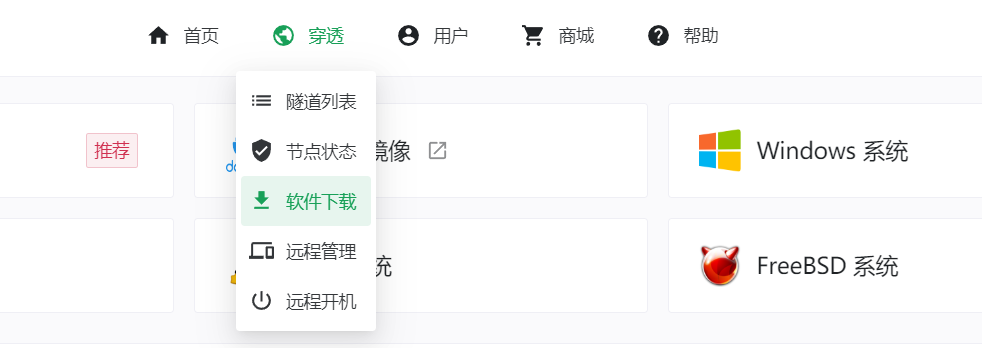 首页
穿透
用户
商城
帮助
隧道列表
节点状态
软件下载
远程管理
远程开机
推荐
镜像
Windows 系统
统
FreeBSD 系统